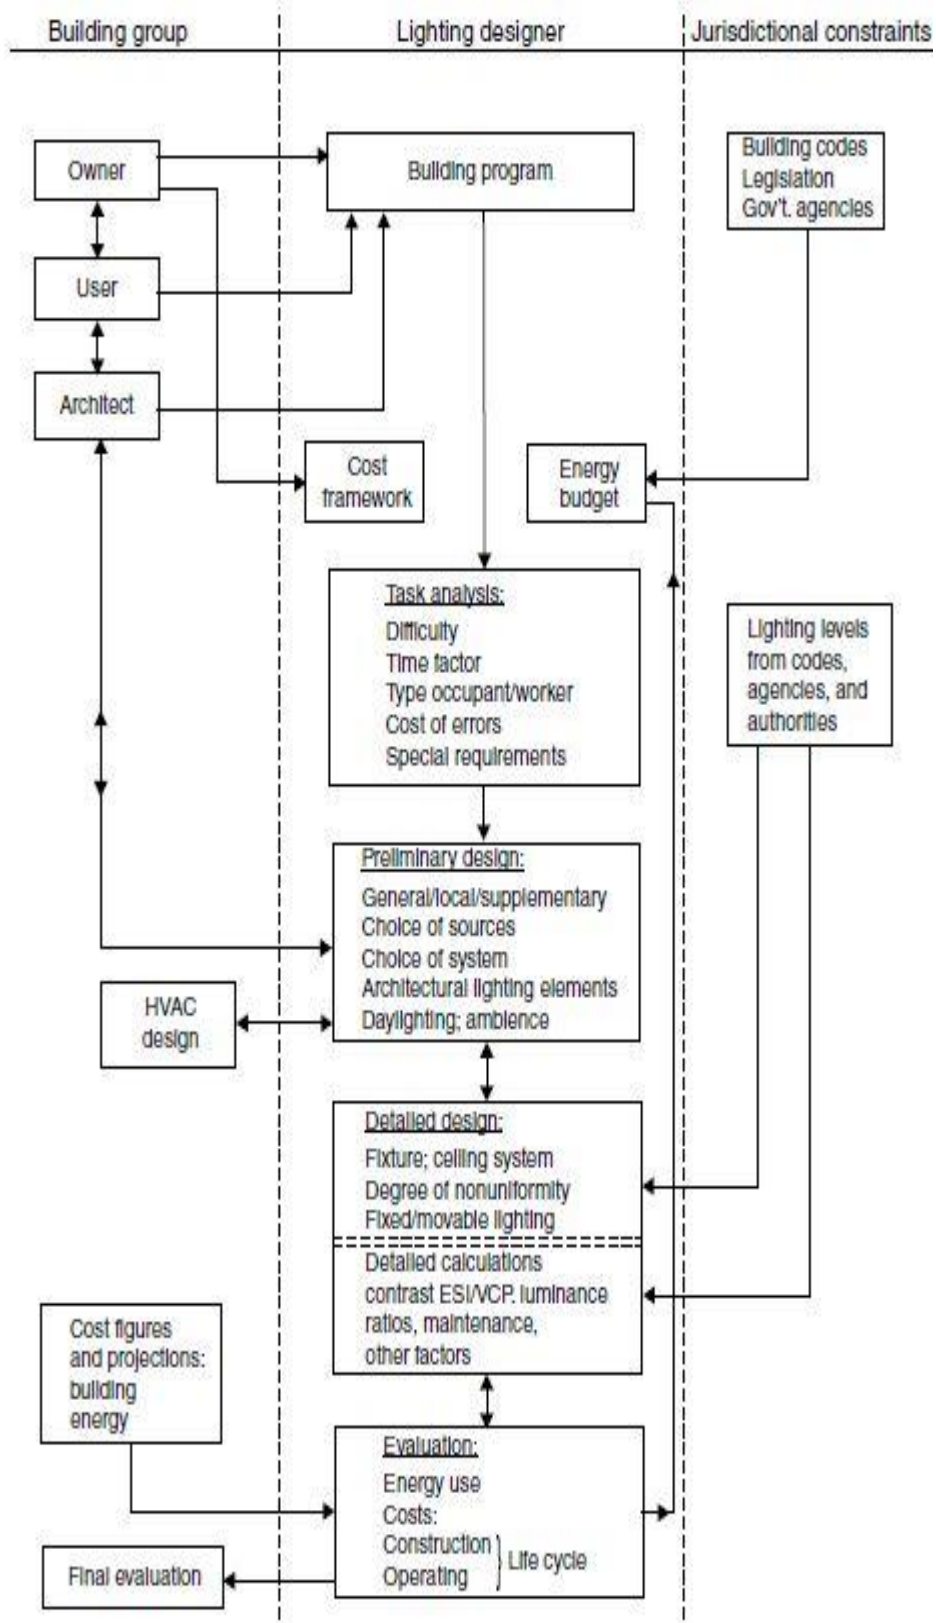 Building group
Lighting designer
Jurisdictional constraints
Owner
Building program
Building codes
Legislation
Gov't. agencies
User
Architect
Cost
framework
Energy
budget
Task analysis:
Difficulty
Time factor
Type occupant/worker
Cost of errors
Special requirements
Lighting levels
from codes,
agencies, and
authorities
Preliminary design:
General/local/supplementary
Choice of sources
Choice of system
Architectural lighting elements
Daylighting; ambience
HVAC
design
Detailed design:
Fixture; ceiling system
Degree of nonuniformity
Fixed/movable lighting
Detailed calculations
contrast ESI/VCP. luminance
ratios, maintenance,
other factors
Cost figures
and projections:
building
energy
Evaluation:
Energy use
Costs:
Construction
Operating
Life cycle
Final evaluation